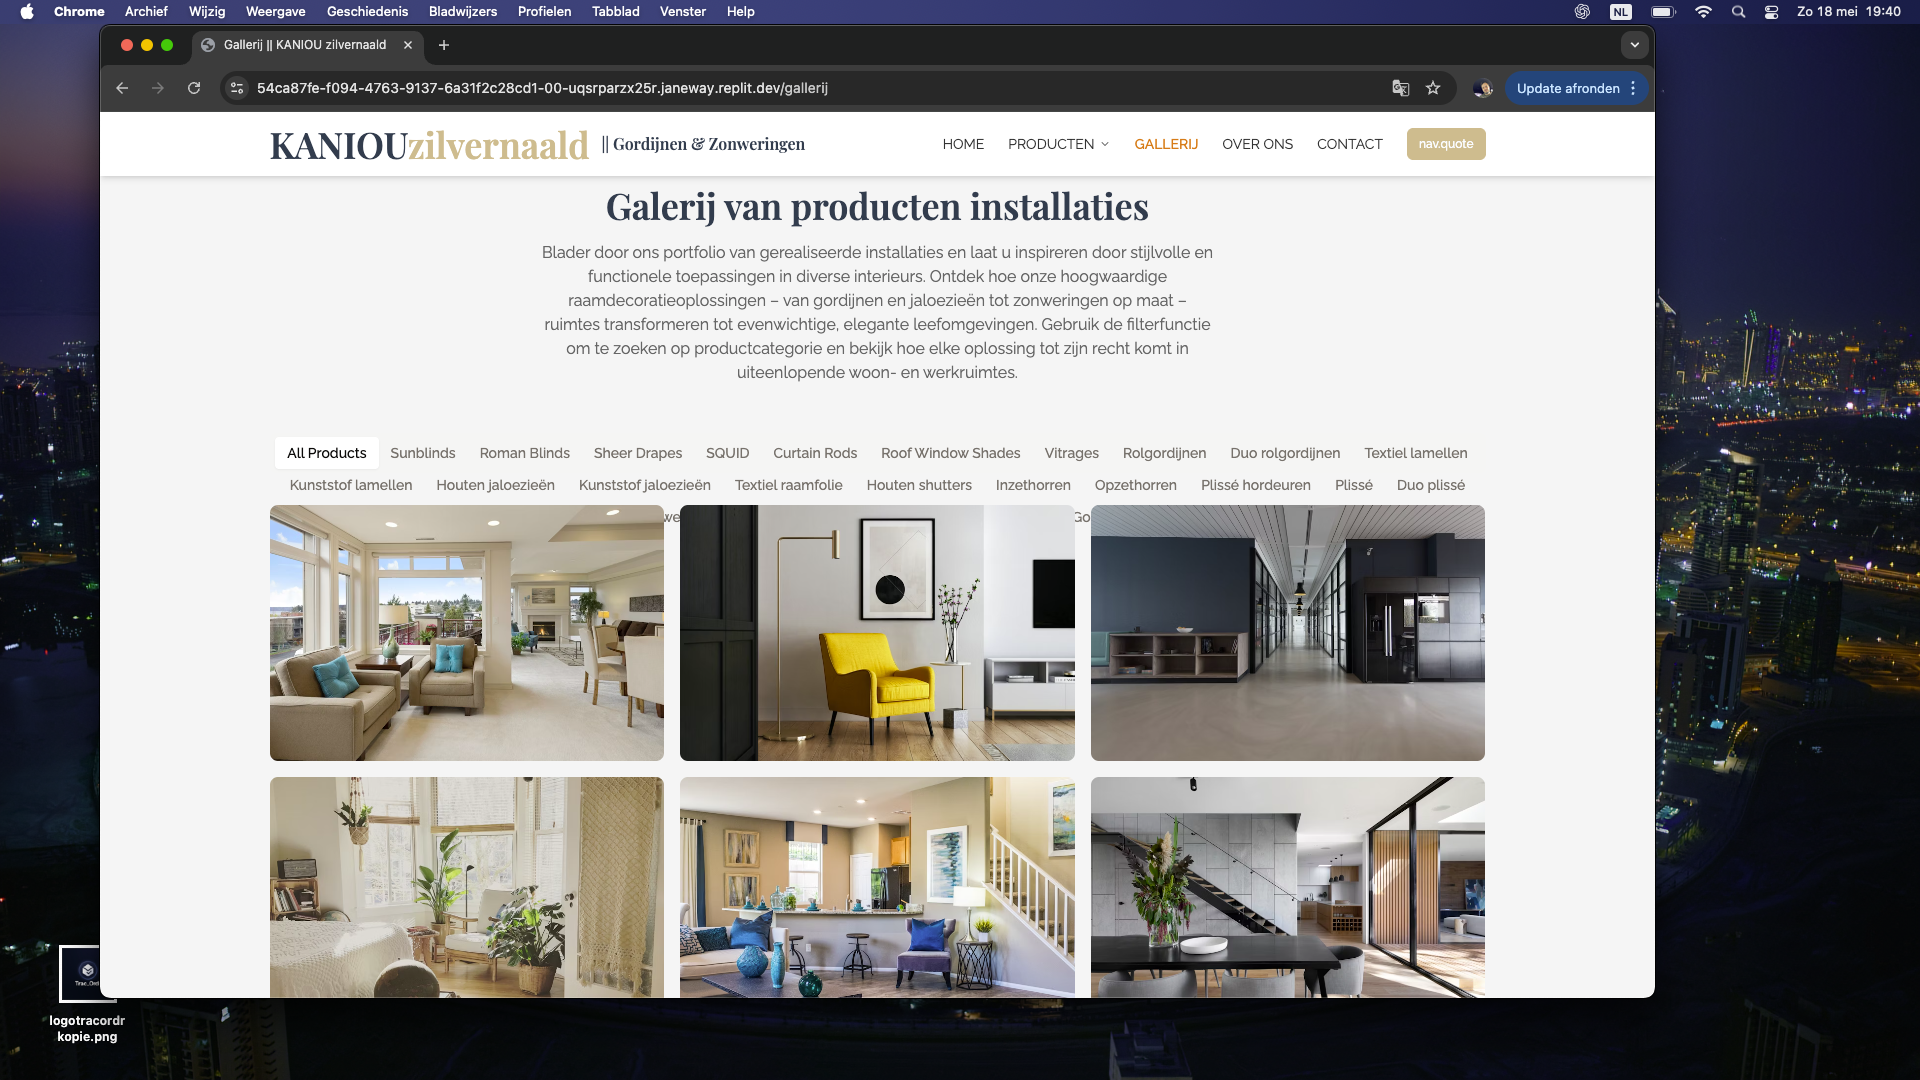 Chrome Archief Wijzig Weergave Geschiedenis Bladwijzers Profielen Tabblad Venster Help NL Zo 18 mei 19:40
Gallerij || KANIOU zilvernaald
54ca87fe-f094-4763-9137-6a31f2c28cd1-00-uqsrparzx25r.janeway.replit.dev/gallerij
Update afronden
KANIOUzilvernaald || Gordijnen & Zonweringen
HOME PRODUCTEN GALLERIJ OVER ONS CONTACT nav.quote
Galerij van producten installaties
Blader door ons portfolio van gerealiseerde installaties en laat u inspireren door stijlvolle en
functionele toepassingen in diverse interieurs. Ontdek hoe onze hoogwaardige
raamdecoratieoplossingen – van gordijnen en jaloezieën tot zonweringen op maat –
ruimtes transformeren tot evenwichtige, elegante leefomgevingen. Gebruik de filterfunctie
om te zoeken op productcategorie en bekijk hoe elke oplossing tot zijn recht komt in
uiteenlopende woon- en werkruimtes.
All Products Sunblinds Roman Blinds Sheer Drapes SQUID Curtain Rods Roof Window Shades Vitrages Rolgordijnen Duo rolgordijnen Textiel lamellen
Kunststof lamellen Houten jaloezieën Kunststof jaloezieën Textiel raamfolie Houten shutters Inzethorren Opzethorren Plissé hordeuren Plissé Duo plissé
logotracordr
kopie.png